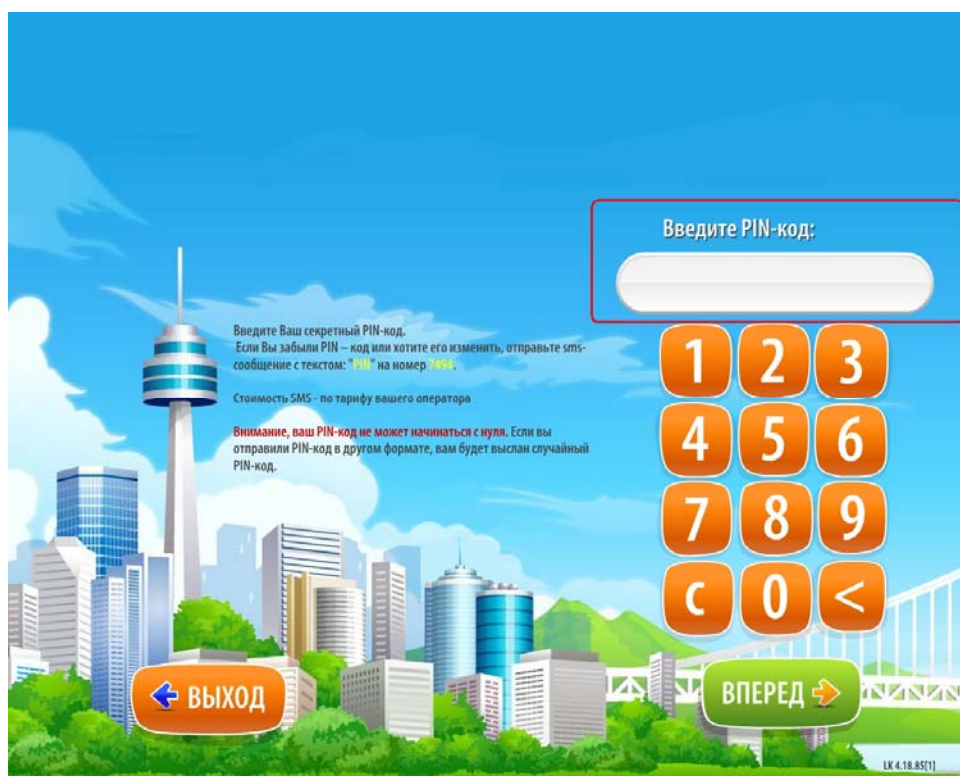 Введите PIN-код:
Введите Ваш секретный PIN-код.
Если Вы забыли PIN – код или хотите его изменить, отправьте sms-
сообщение с текстом: "PIN" на номер 7494.
Стоимость SMS - по тарифу вашего оператора
Внимание, ваш PIN-код не может начинаться с нуля. Если вы
отправили PIN-код в другом формате, вам будет выслан случайный
PIN-код.
1 2 3
4 5 6
7 8 9
C 0 <
ВЫХОД
ВПЕРЕД
LK 4.18.85[1]